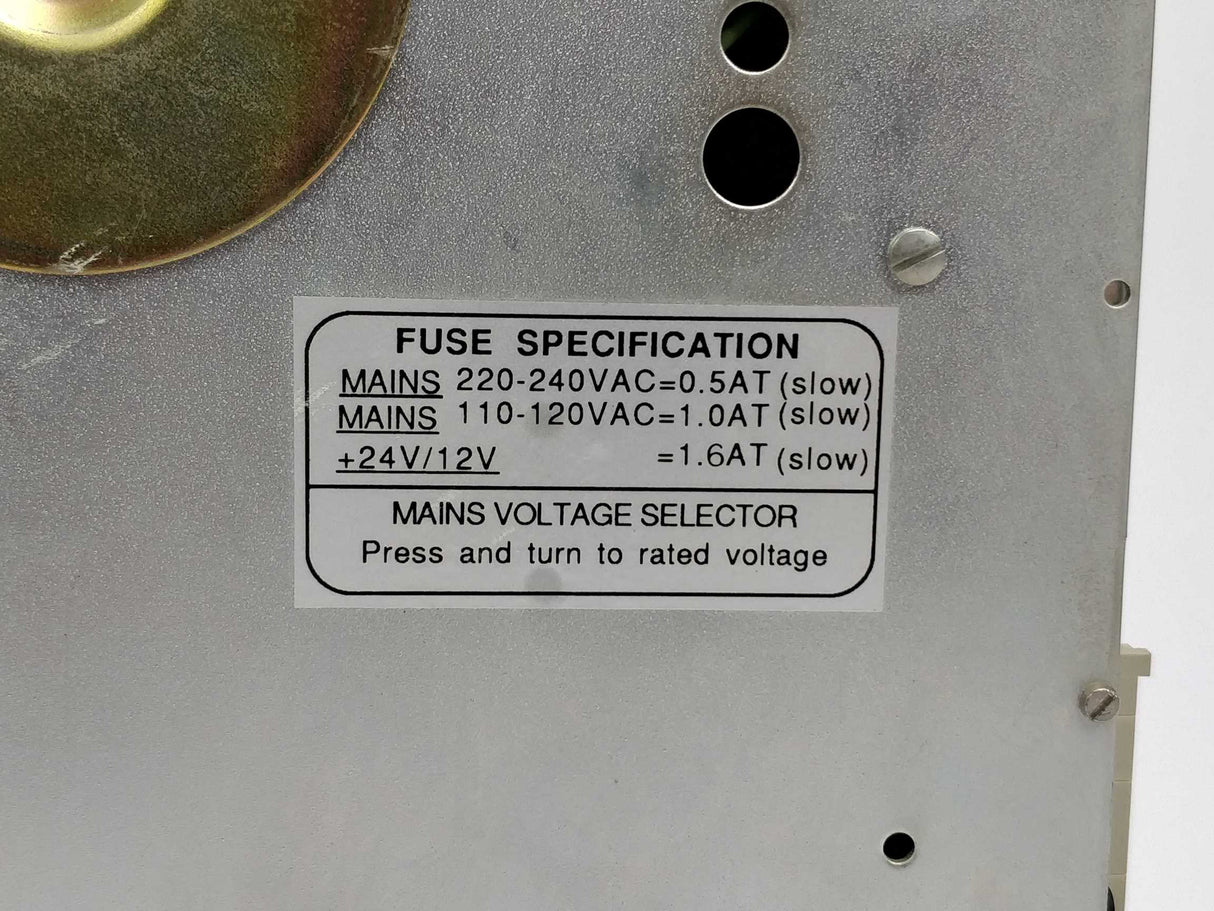 FUSE SPECIFICATION
MAINS 220-240VAC=0.5AT (slow)
MAINS 110-120VAC=1.0AT (slow)
+24V/12V =1.6AT (slow)
MAINS VOLTAGE SELECTOR
Press and turn to rated voltage